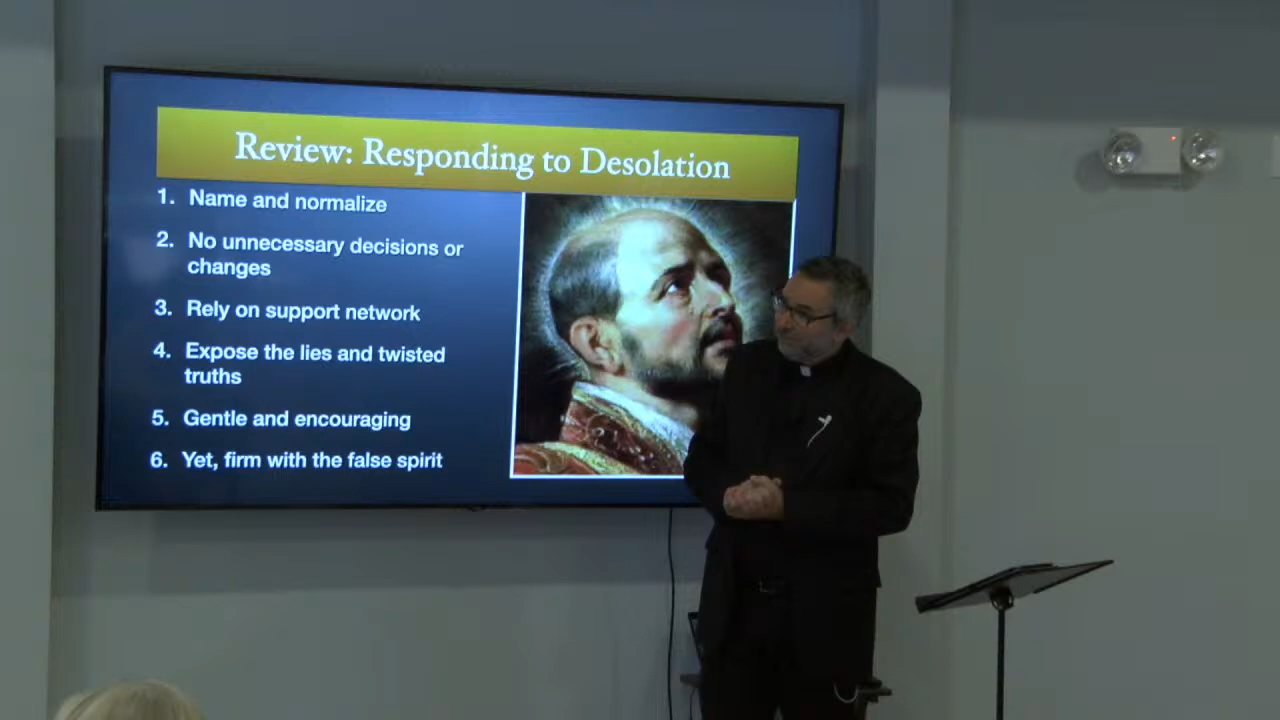 Review: Responding to Desolation
1. Name and normalize
2. No unnecessary decisions or
changes
3. Rely on support network
4. Expose the lies and twisted
truths
5. Gentle and encouraging
6. Yet, firm with the false spirit